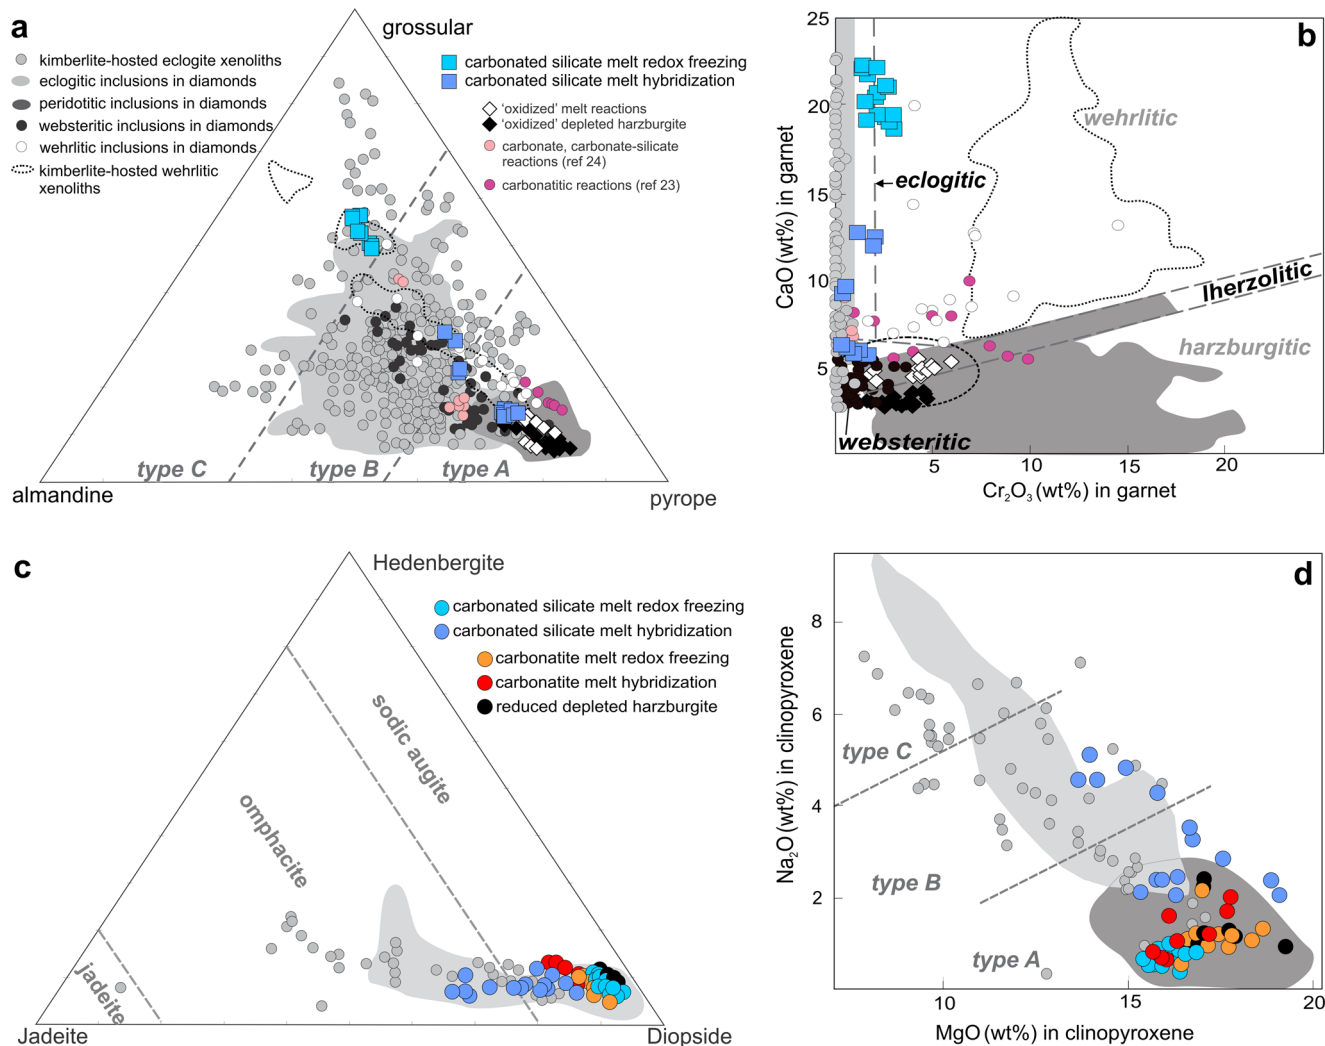 a
grossular
kimberlite-hosted eclogite xenoliths
eclogitic inclusions in diamonds
peridotitic inclusions in diamonds
websteritic inclusions in diamonds
wehrlitic inclusions in diamonds
kimberlite-hosted wehrlitic
xenoliths
carbonated silicate melt redox freezing
carbonated silicate melt hybridization
‘oxidized’ melt reactions
‘oxidized’ depleted harzburgite
carbonate, carbonate-silicate
reactions (ref 24)
carbonatitic reactions (ref 23)
type C
type B
type A
almandine
pyrope
b
25
20
15
10
5
CaO (wt%) in garnet
wehrlitic
eclogitic
lherzolitic
harzburgitic
websteritic
5
10
15
20
Cr₂O₃ (wt%) in garnet
c
Hedenbergite
carbonated silicate melt redox freezing
carbonated silicate melt hybridization
carbonatite melt redox freezing
carbonatite melt hybridization
reduced depleted harzburgite
sodic augite
omphacite
jadeite
Jadeite
Diopside
d
8
6
4
2
Na₂O (wt%) in clinopyroxene
type C
type B
type A
10
15
20
MgO (wt%) in clinopyroxene